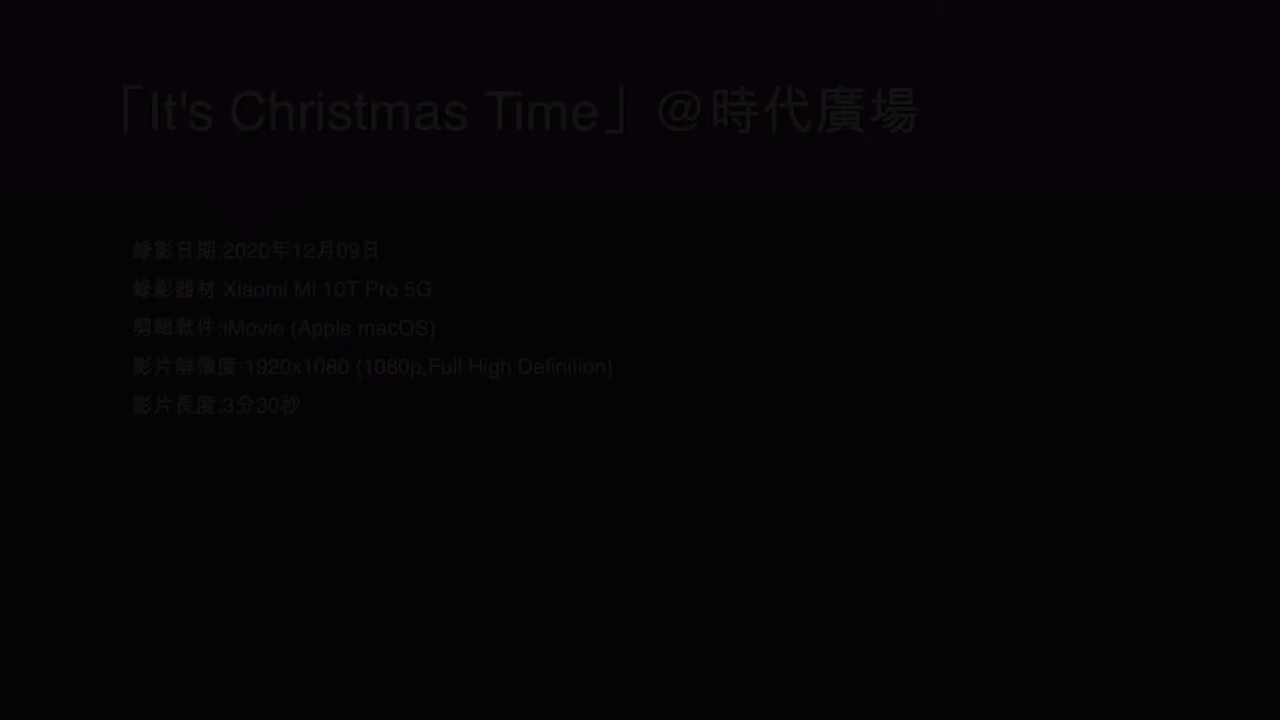 「It's Christmas Time」@時代廣場
錄影日期:2020年12月09日
錄影器材:Xiaomi Mi 10T Pro 5G
剪輯軟件:iMovie (Apple macOS)
影片解像度:1920x1080 (1080p,Full High Definition)
影片長度:3分30秒